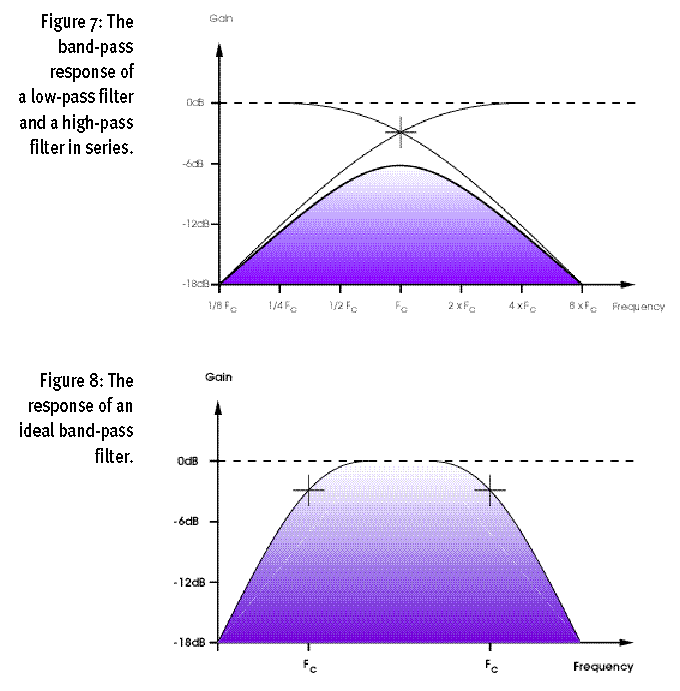 Figure 7: The
band-pass
response of
a low-pass filter
and a high-pass
filter in series.
Gain
0dB
-6dB
-12dB
-18dB
1/8 FC
1/4 FC
1/2 FC
FC
2 x FC
4 x FC
8 x FC
Frequency
Figure 8: The
response of an
ideal band-pass
filter.
Gain
0dB
-6dB
-12dB
-18dB
FC
FC
Frequency